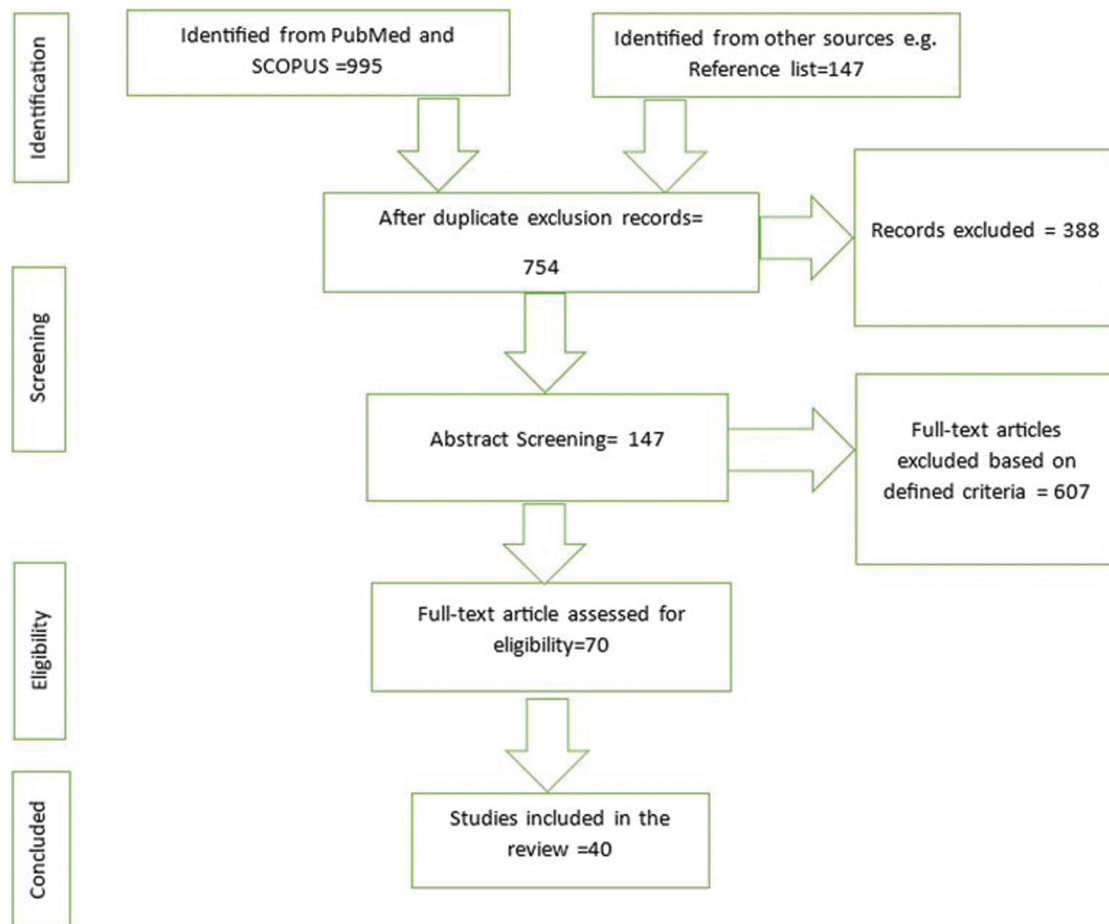 Identification
Identified from PubMed and
SCOPUS =995
Identified from other sources e.g.
Reference list=147
After duplicate exclusion records=
754
Records excluded = 388
Screening
Abstract Screening= 147
Full-text articles
excluded based on
defined criteria = 607
Eligibility
Full-text article assessed for
eligibility=70
Concluded
Studies included in the
review =40